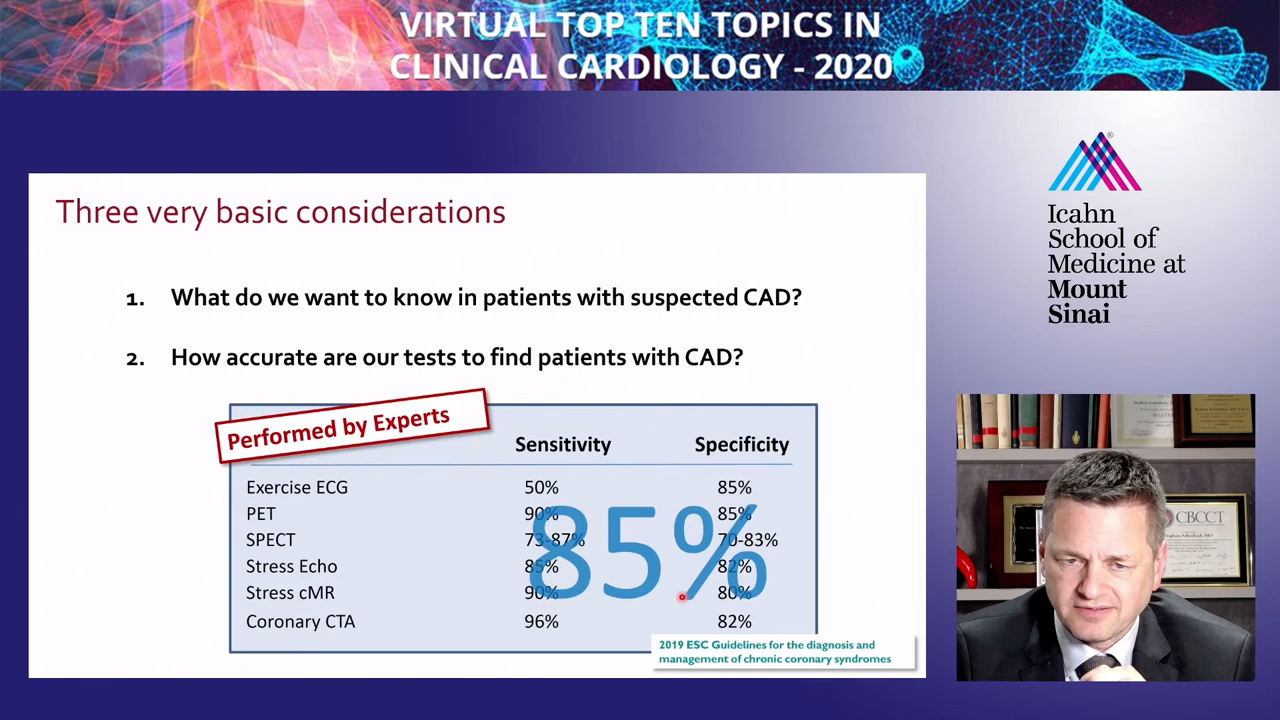 VIRTUAL TOP TEN TOPICS IN
CLINICAL CARDIOLOGY - 2020
Three very basic considerations
1. What do we want to know in patients with suspected CAD?
2. How accurate are our tests to find patients with CAD?
Performed by Experts
Sensitivity Specificity
Exercise ECG 50% 85%
PET 90% 85%
SPECT 73-87% 70-83%
Stress Echo 85% 82%
Stress cMR 90% 80%
Coronary CTA 96% 82%
85%
2019 ESC Guidelines for the diagnosis and
management of chronic coronary syndromes
®
Icahn
School of
Medicine at
Mount
Sinai
CBCCT